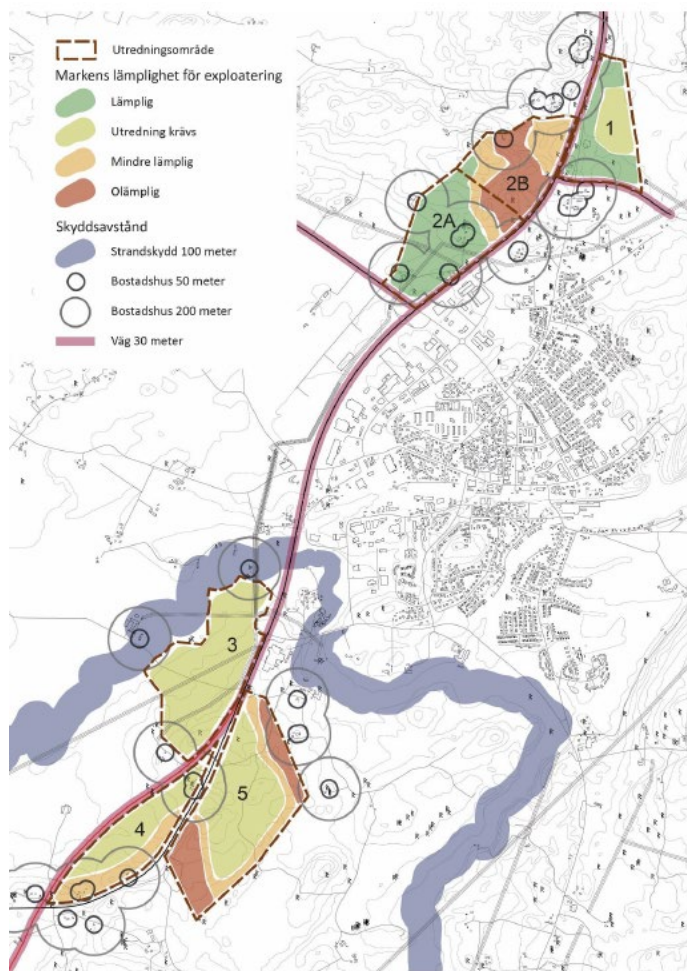 Utredningsområde
Markens lämplighet för exploatering
Lämplig
Utredning krävs
Mindre lämplig
Olämplig
Skyddsavstånd
Strandskydd 100 meter
Bostadshus 50 meter
Bostadshus 200 meter
Väg 30 meter
1
2B
2A
3
5
4